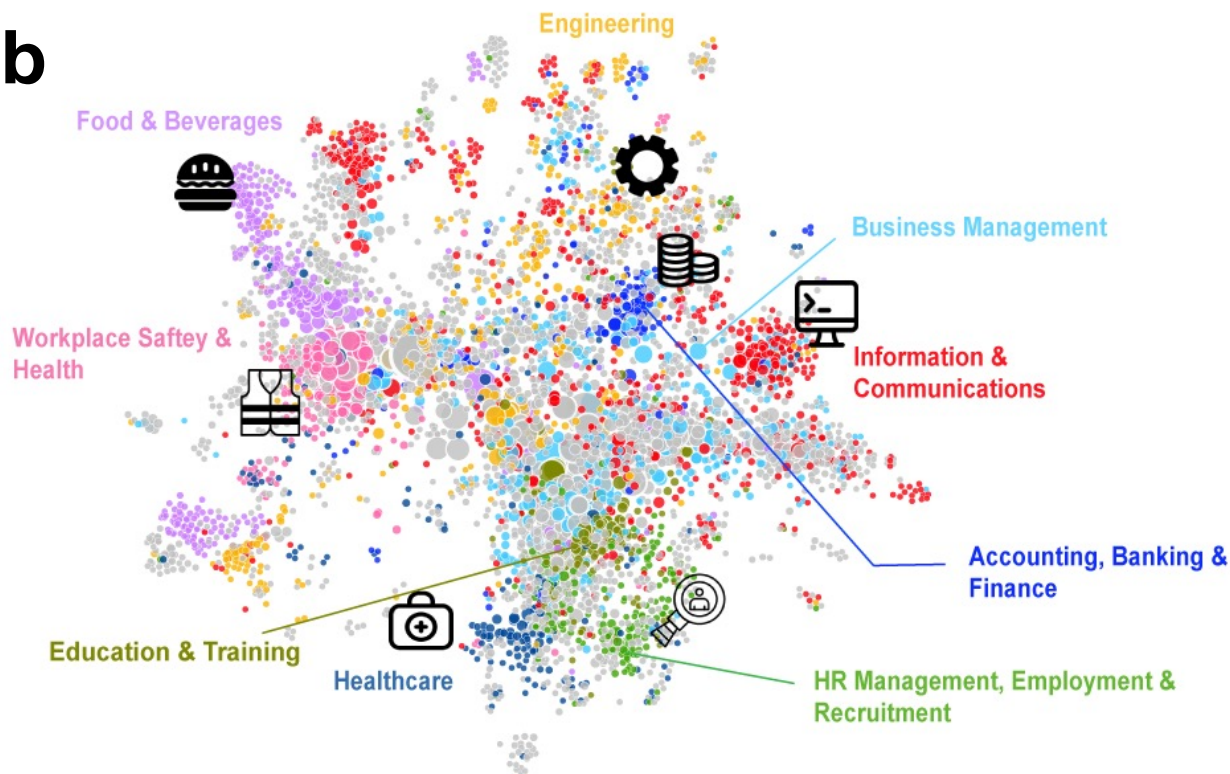 b
Engineering
Food & Beverages
Business Management
Workplace Saftey &
Health
Information &
Communications
Accounting, Banking &
Finance
Education & Training
Healthcare
HR Management, Employment &
Recruitment